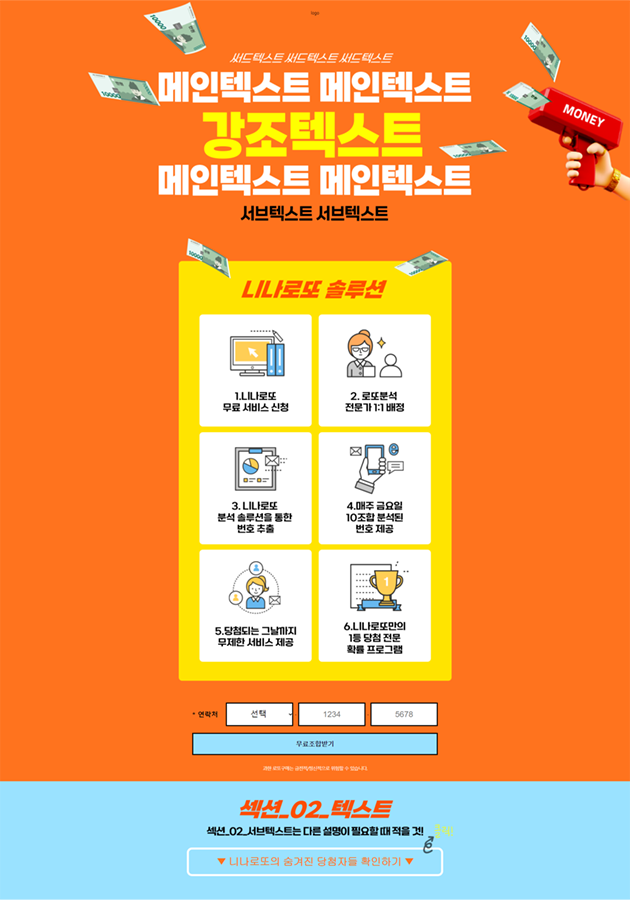 logo
써드텍스트 써드텍스트 써드텍스트
메인텍스트 메인텍스트
강조텍스트
메인텍스트 메인텍스트
서브텍스트 서브텍스트
MONEY
10000
10000
10000
니나로또 솔루션
1.니나로또
무료 서비스 신청
2. 로또분석
전문가 1:1 배정
3. 니나로또
분석 솔루션을 통한
번호 추출
4.매주 금요일
10조합 분석된
번호 제공
5.당첨되는 그날까지
무제한 서비스 제공
1
6.니나로또만의
1등 당첨 전문
확률 프로그램
* 연락처
선택
1234
5678
무료조합받기
섹션_02_텍스트
섹션_02_서브텍스트는 다른 설명이 필요할 때 적을 것!
클릭!
▼ 니나로또의 숨겨진 당첨자들 확인하기 ▼